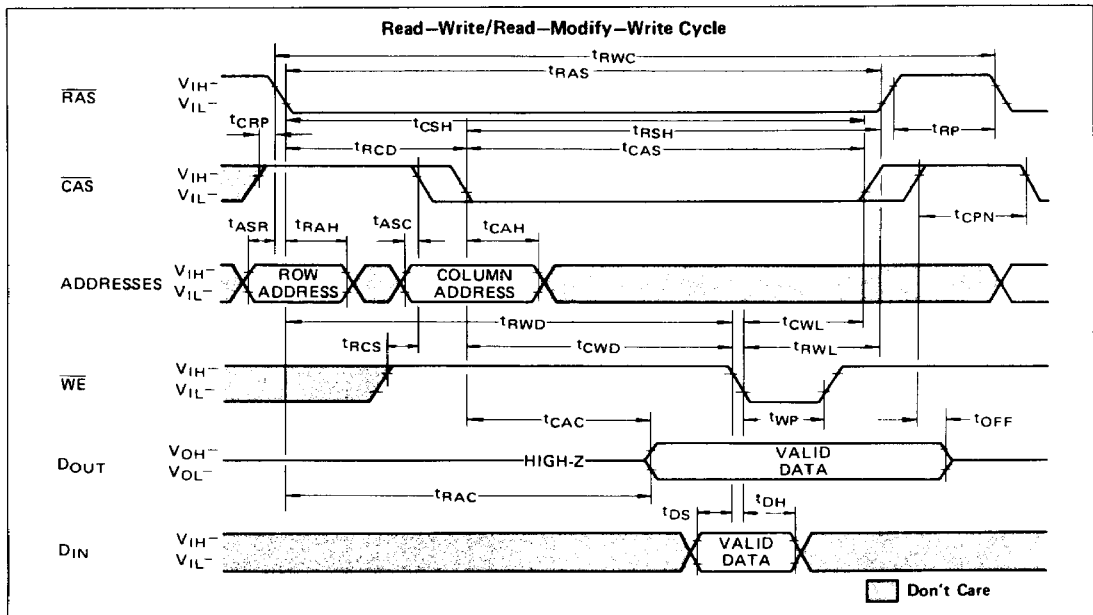 Read–Write/Read–Modify–Write Cycle
tRWC
tRAS
RAS
VIH–
VIL–
tCRP
tCSH
tRSH
tRP
tRCD
tCAS
CAS
VIH–
VIL–
tCPN
tASR
tRAH
tASC
tCAH
ADDRESSES
VIH–
VIL–
ROW
ADDRESS
COLUMN
ADDRESS
tRWD
tCWL
tRCS
tCWD
tRWL
WE
VIH–
VIL–
tCAC
tWP
tOFF
DOUT
VOH–
VOL–
HIGH-Z
VALID
DATA
tRAC
tDS
tDH
DIN
VIH–
VIL–
VALID
DATA
Don't Care